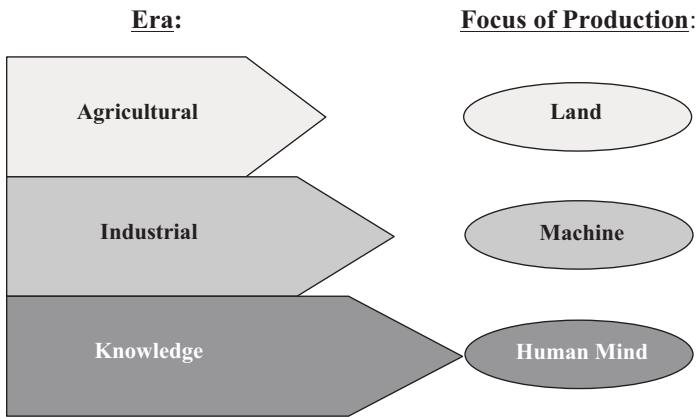 Era:
Focus of Production:
Agricultural
Land
Industrial
Machine
Knowledge
Human Mind